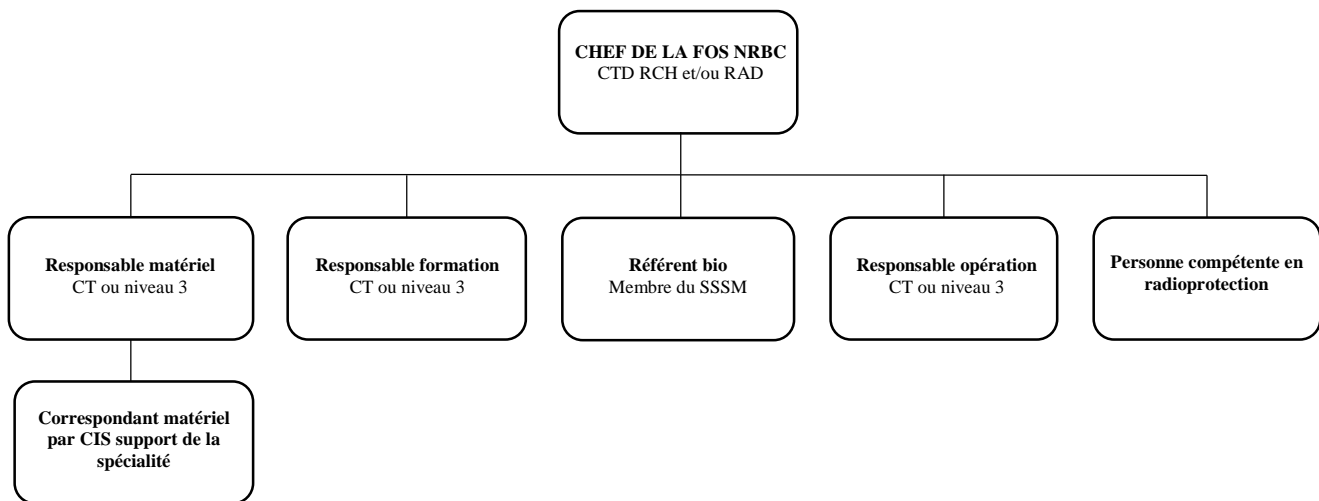 CHEF DE LA FOS NRBC
CTD RCH et/ou RAD
Responsable matériel
CT ou niveau 3
Responsable formation
CT ou niveau 3
Référent bio
Membre du SSSM
Responsable opération
CT ou niveau 3
Personne compétente en
radioprotection
Correspondant matériel
par CIS support de la
spécialité